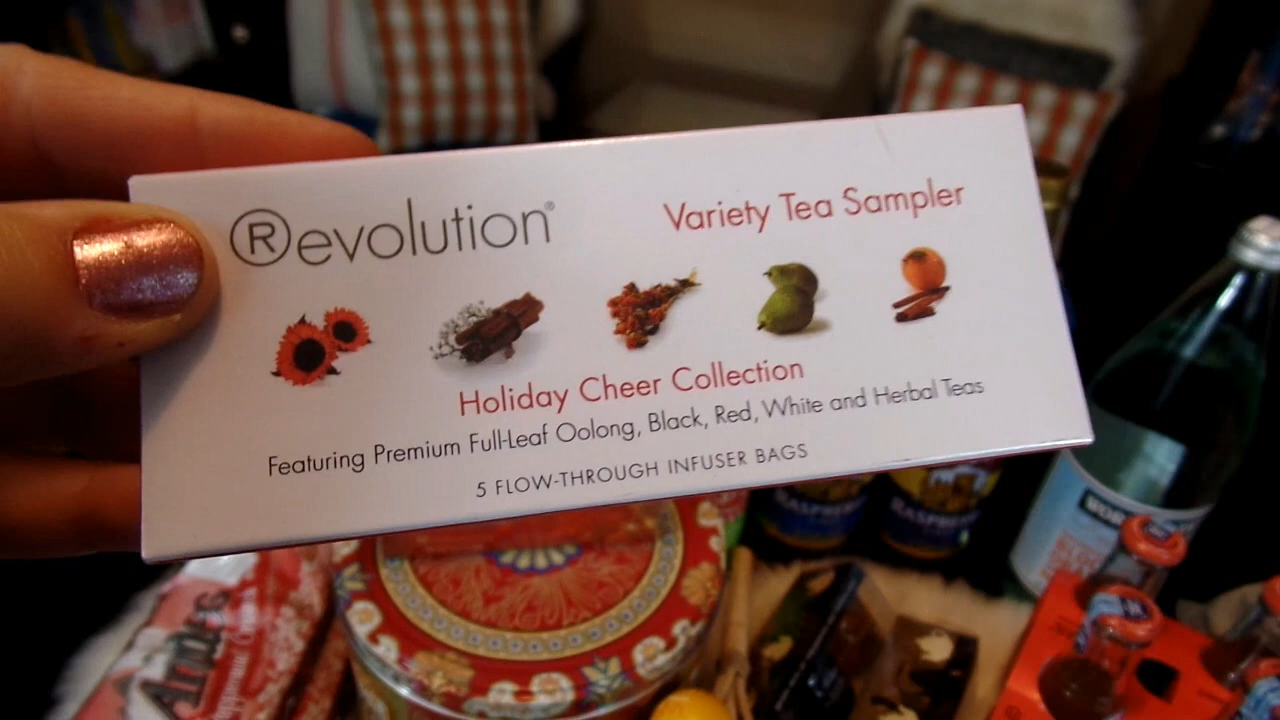 Revolution®
Variety Tea Sampler
Holiday Cheer Collection
Featuring Premium Full-Leaf Oolong, Black, Red, White and Herbal Teas
5 FLOW-THROUGH INFUSER BAGS
RASPBERRY